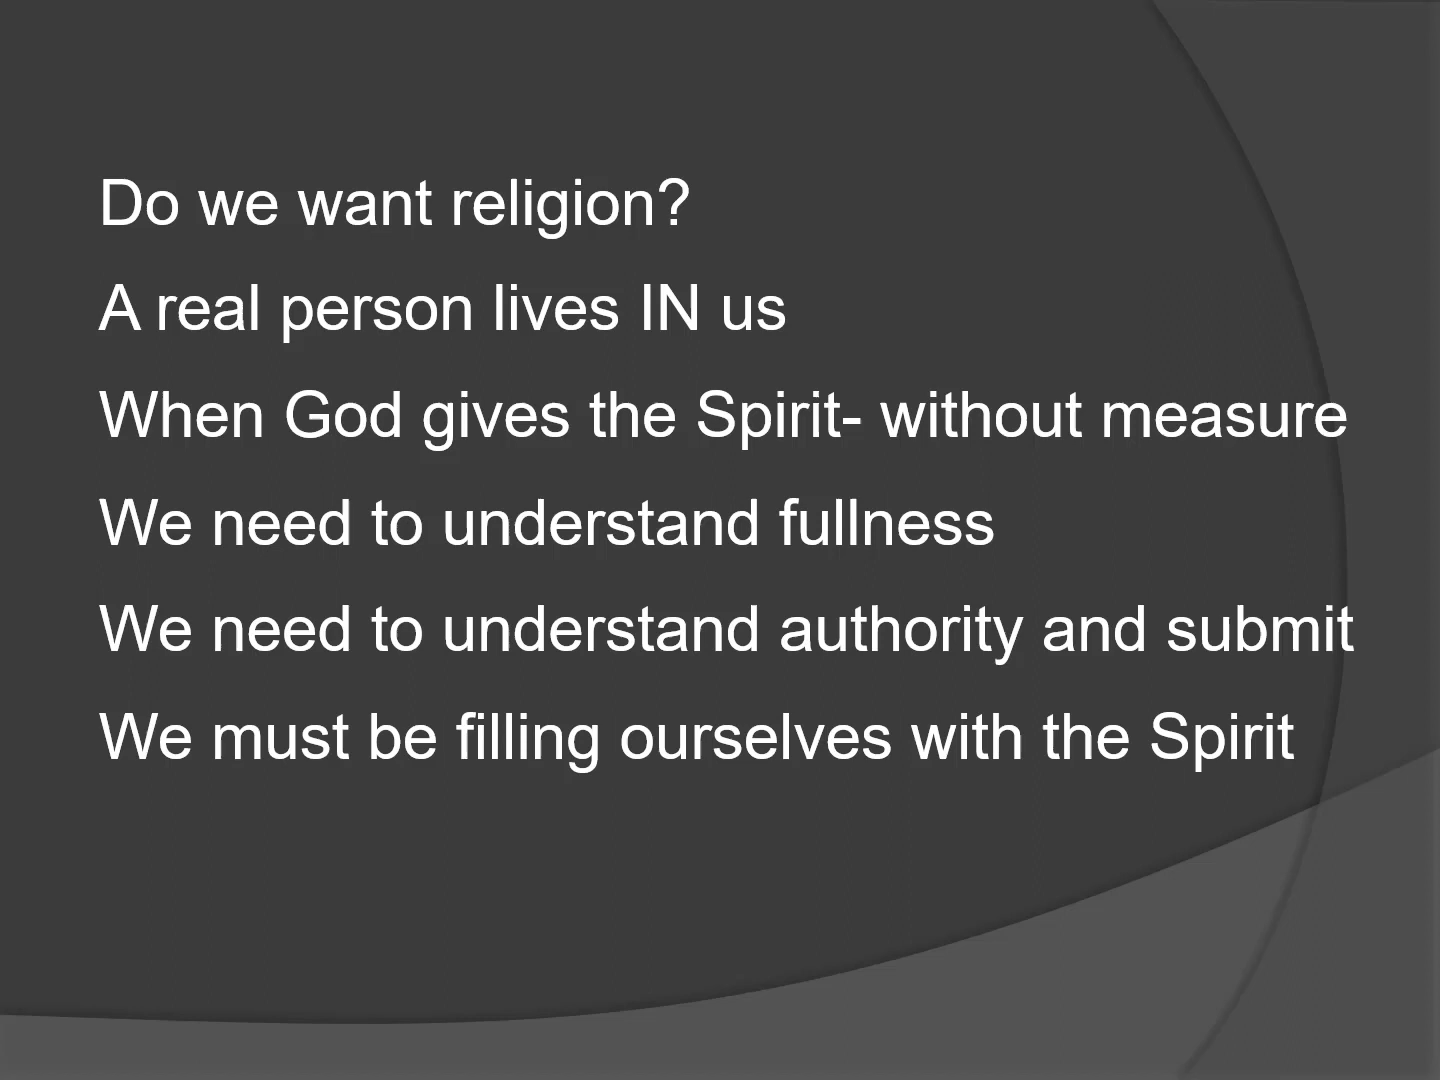 Do we want religion?
A real person lives IN us
When God gives the Spirit- without measure
We need to understand fullness
We need to understand authority and submit
We must be filling ourselves with the Spirit